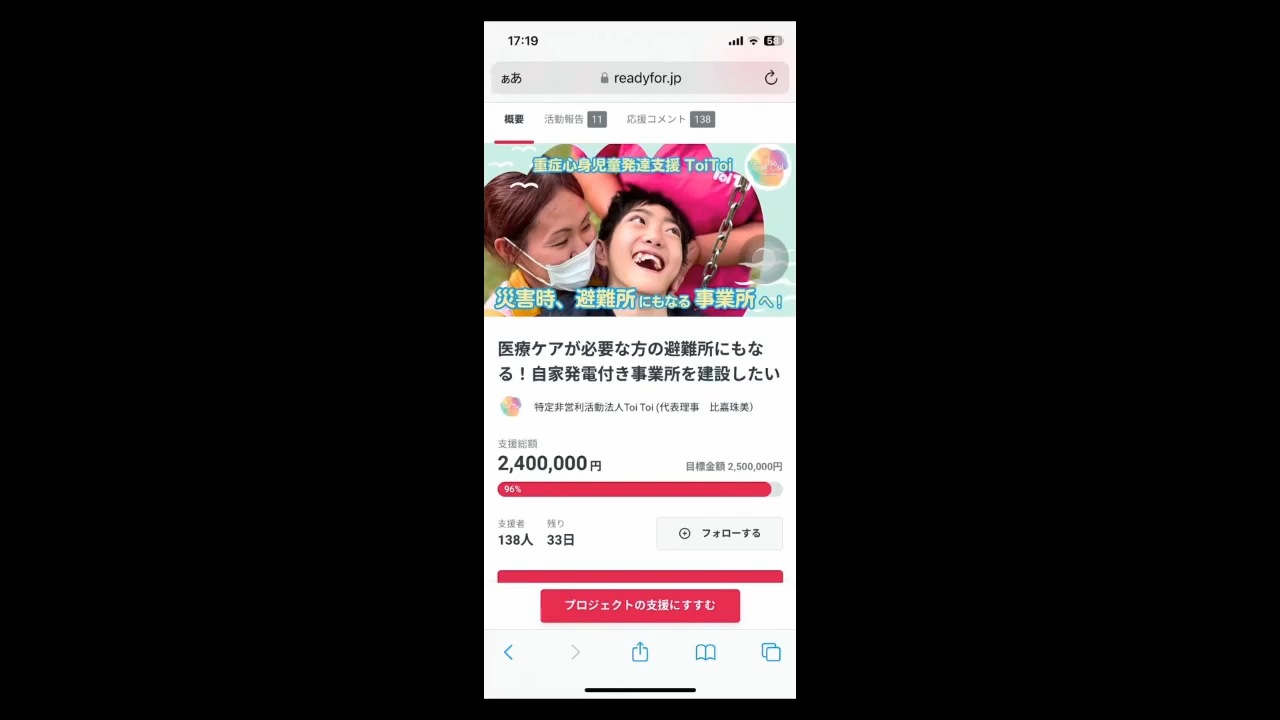 17:19
58
ぁあ
readyfor.jp
概要 活動報告 11 応援コメント 138
重症心身児童発達支援 ToiToi
災害時、避難所にもなる事業所へ!
医療ケアが必要な方の避難所にもな
る！自家発電付き事業所を建設したい
特定非営利活動法人Toi Toi (代表理事　比嘉珠美)
支援総額
2,400,000円
目標金額 2,500,000円
96%
支援者 残り
138人 33日
フォローする
プロジェクトの支援にすすむ